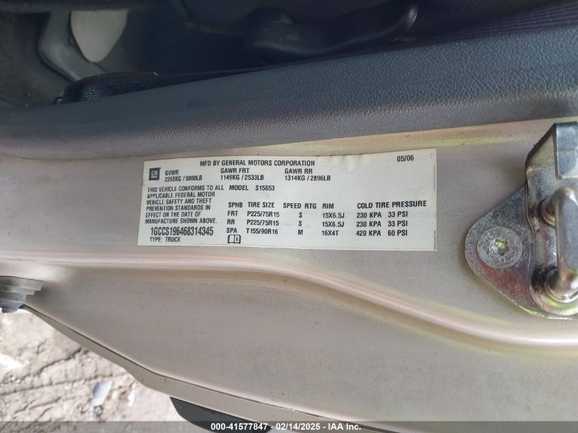 MFD BY GENERAL MOTORS CORPORATION 05/06
GM GVWR GAWR FRT GAWR RR
1149KG / 2533LB 1314KG / 2896LB
THIS VEHICLE CONFORMS TO ALL MODEL S15653
APPLICABLE FEDERAL MOTOR
VEHICLE SAFETY AND THEFT SPHB TIRE SIZE SPEED RTG RIM COLD TIRE PRESSURE
PREVENTION STANDARDS IN FRT P225/75R15 S 15X6.5J 230 KPA 33 PSI
EFFECT ON THE DATE OF RR P225/75R15 S 15X6.5J 230 KPA 33 PSI
MANUFACTURE SHOWN ABOVE.
1GCCS196468314345 SPA T155/90R16 M 16X4T 420 KPA 60 PSI
TYPE: TRUCK
000-41577847 - 02/14/2025 - IAA Inc.